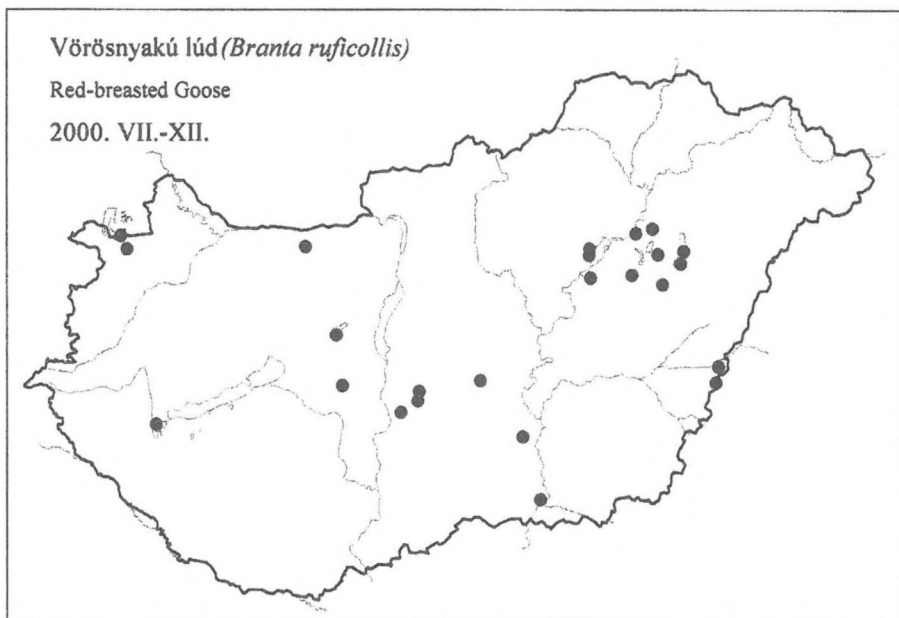 Vörösnyakú lúd (Branta ruficollis)
Red-breasted Goose
2000. VII.-XII.